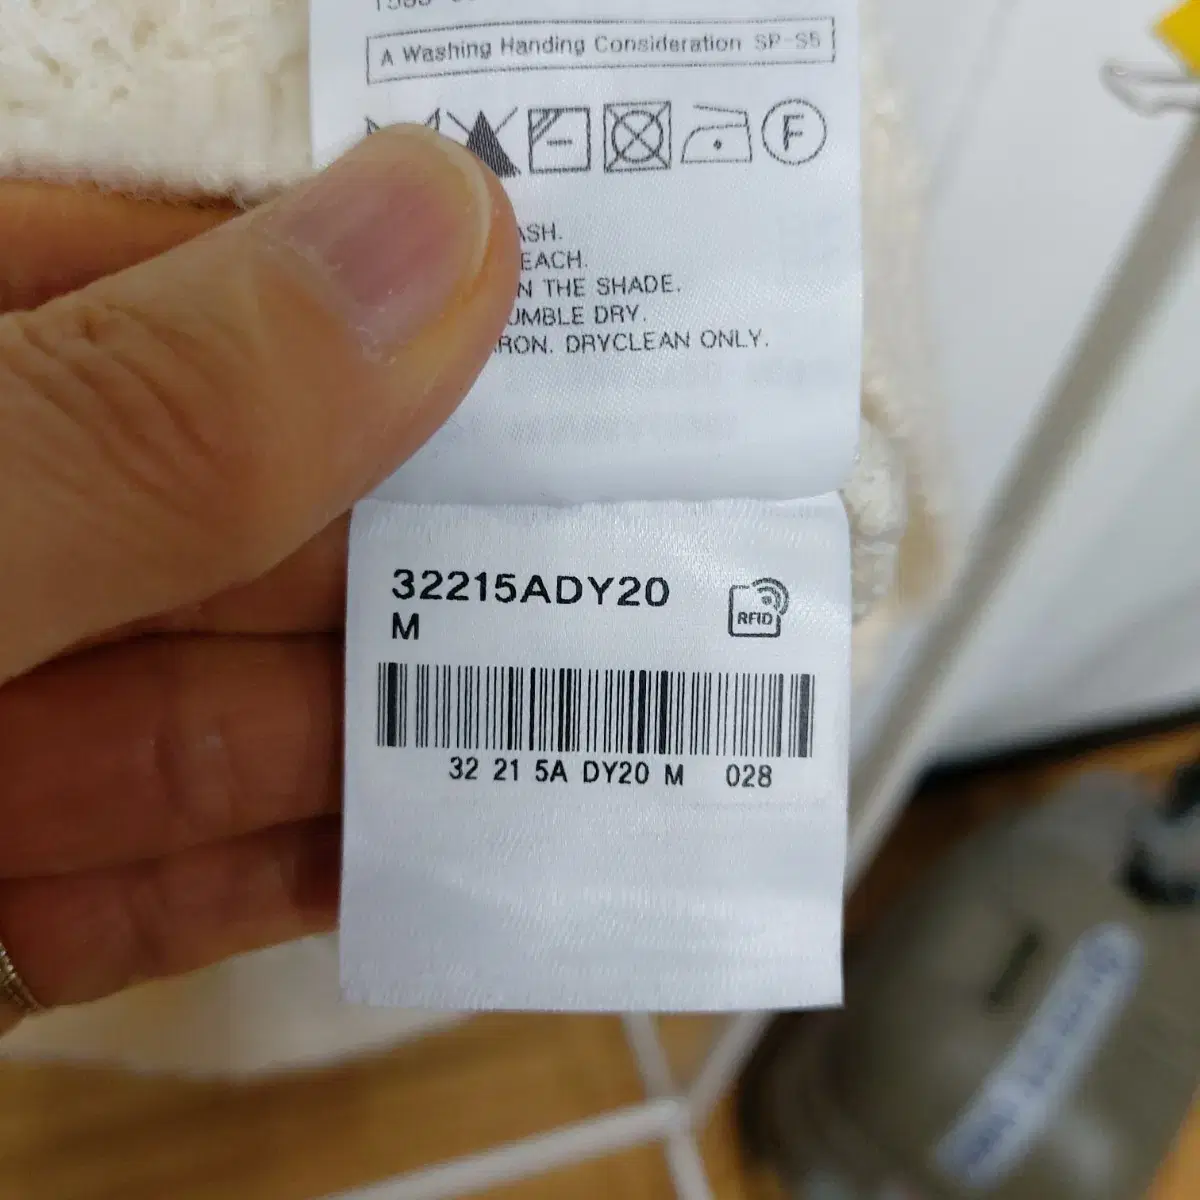 A Washing Handing Consideration SP-S5
F
ASH.
EACH.
N THE SHADE.
UMBLE DRY.
RON. DRYCLEAN ONLY.
32215ADY20
RFID
M
32 21 5A DY20 M 028